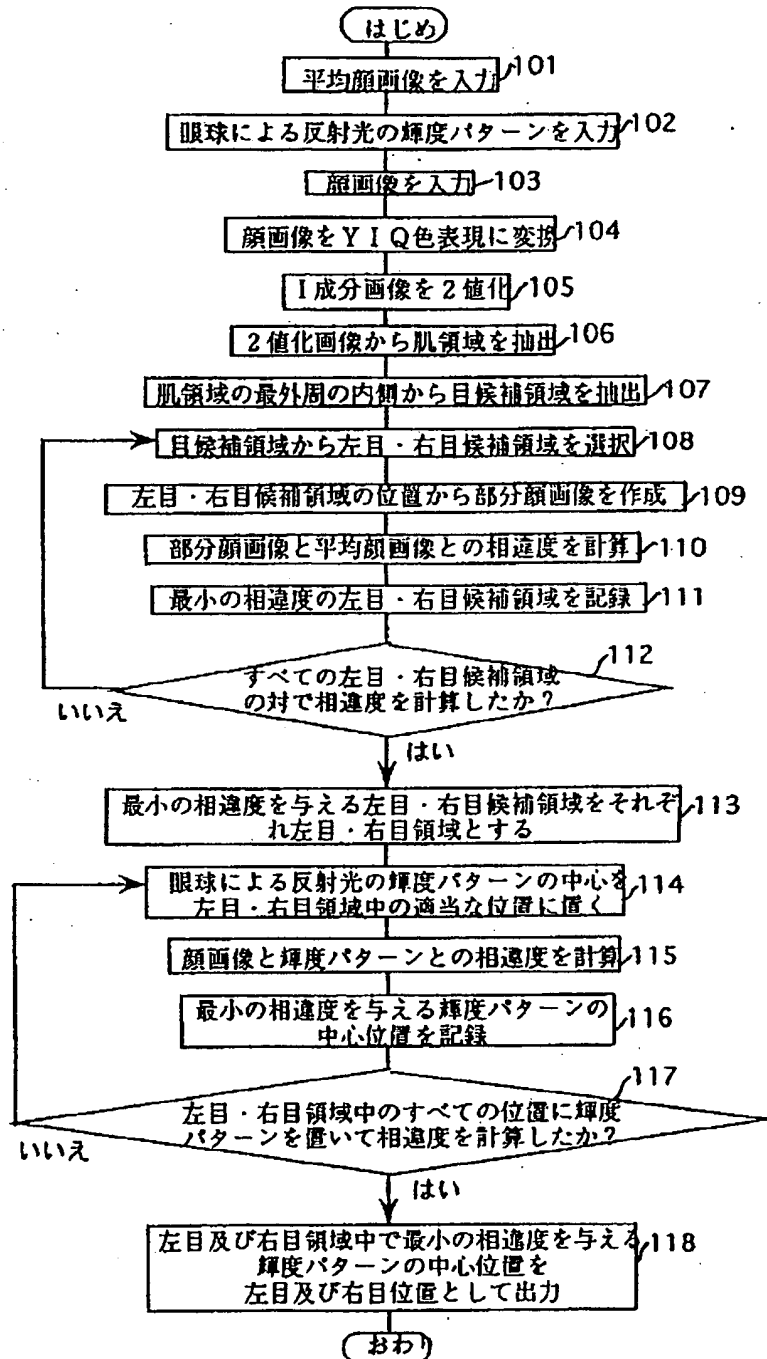 はじめ
平均顔画像を入力
101
眼球による反射光の輝度パターンを入力
102
顔画像を入力
103
顔画像をYIQ色表現に変換
104
I成分画像を2値化
105
2値化画像から肌領域を抽出
106
肌領域の最外周の内側から目候補領域を抽出
107
目候補領域から左目・右目候補領域を選択
108
左目・右目候補領域の位置から部分顔画像を作成
109
部分顔画像と平均顔画像との相違度を計算
110
最小の相違度の左目・右目候補領域を記録
111
112
すべての左目・右目候補領域
の対で相違度を計算したか?
いいえ
はい
最小の相違度を与える左目・右目候補領域をそれぞ
れ左目・右目領域とする
113
眼球による反射光の輝度パターンの中心を
左目・右目領域中の適当な位置に置く
114
顔画像と輝度パターンとの相違度を計算
115
最小の相違度を与える輝度パターンの
中心位置を記録
116
117
左目・右目領域中のすべての位置に輝度
パターンを置いて相違度を計算したか?
いいえ
はい
左目及び右目領域中で最小の相違度を与える
輝度パターンの中心位置を
左目及び右目位置として出力
118
おわり